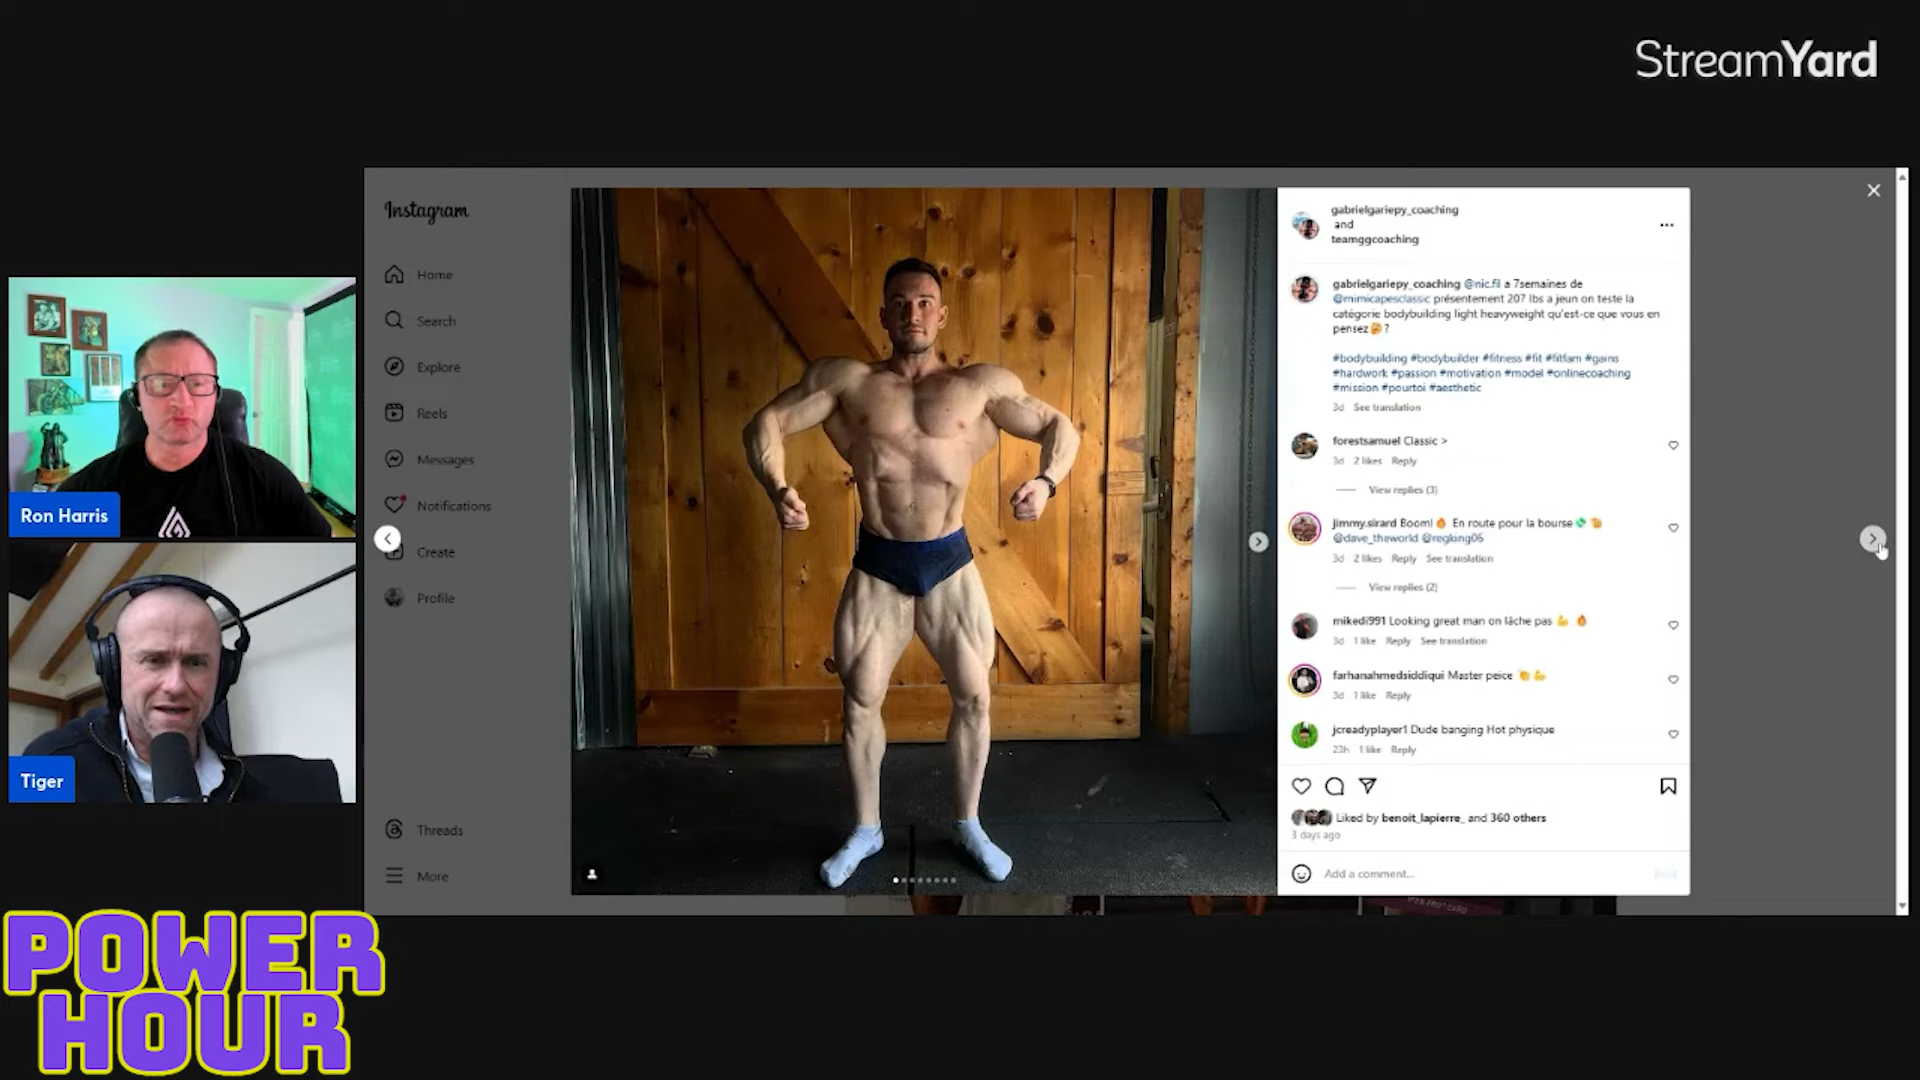 StreamYard
Instagram
Home
Search
Explore
Reels
Messages
Notifications
Create
Profile
Threads
More
Ron Harris
Tiger
POWER
HOUR
gabrielgariepy_coaching
and
teamggcoaching
gabrielgariepy_coaching @nic.fil a 7semaines de
@mimicapesclassic présentement 207 lbs a jeun on teste la
catégorie bodybuilding light heavyweight qu'est-ce que vous en
pensez ?
#bodybuilding #bodybuilder #fitness #fit #fitfam #gains
#hardwork #passion #motivation #model #onlinecoaching
#mission #pourtoi #aesthetic
3d See translation
forestsamuel Classic >
3d 2 likes Reply
View replies (3)
jimmy.sirard Boom! 🔥 En route pour la bourse
@dave_theworld @regking06
3d 2 likes Reply See translation
View replies (2)
mikedi991 Looking great man on lâche pas 💪 🔥
3d 1 like Reply See translation
farhanahmedsiddiqui Master peice 👏 💪
3d 1 like Reply
jcreadyplayer1 Dude banging Hot physique
23h 1 like Reply
Liked by benoit_lapierre_ and 360 others
3 days ago
Add a comment...
Post